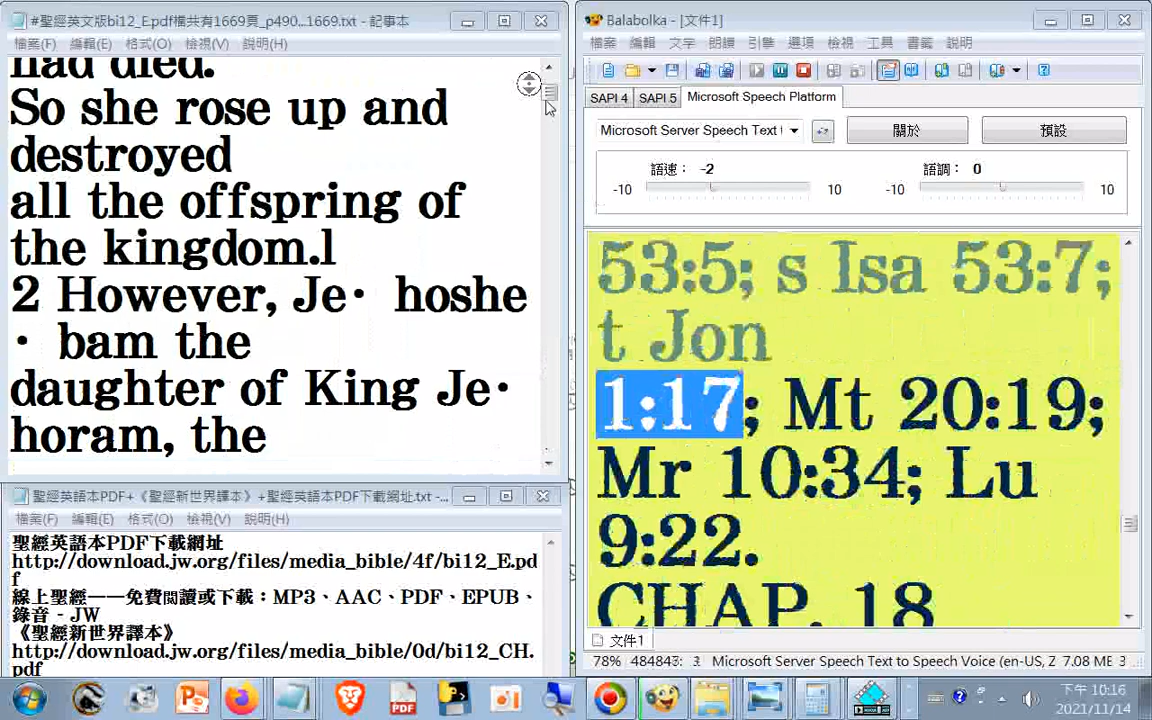 #聖經英文版bi12_E.pdf檔共有1669頁_p490...1669.txt - 記事本
檔案(F) 編輯(E) 格式(O) 檢視(V) 說明(H)
had died.
So she rose up and
destroyed
all the offspring of
the kingdom.l
2 However, Je· hoshe
· bam the
daughter of King Je·
horam, the
聖經英語本PDF+《聖經新世界譯本》+聖經英語本PDF下載網址.txt -...
檔案(F) 編輯(E) 格式(O) 檢視(V) 說明(H)
聖經英語本PDF下載網址
http://download.jw.org/files/media_bible/4f/bi12_E.pd
f
線上聖經——免費閱讀或下載：MP3、AAC、PDF、EPUB、
錄音 - JW
《聖經新世界譯本》
http://download.jw.org/files/media_bible/0d/bi12_CH.
pdf
Balabolka - [文件1]
檔案 編輯 文字 朗讀 引擎 選項 檢視 工具 書籤 說明
SAPI 4 SAPI 5 Microsoft Speech Platform
Microsoft Server Speech Text t 關於 預設
語速： -2 語調： 0
-10 10 -10 10
53:5; s Isa 53:7;
t Jon
1:17; Mt 20:19;
Mr 10:34; Lu
9:22.
CHAP. 18
文件1
78% 484843: 3 Microsoft Server Speech Text to Speech Voice (en-US, Z 7.08 MB 3
PDF
下午 10:16
2021/11/14